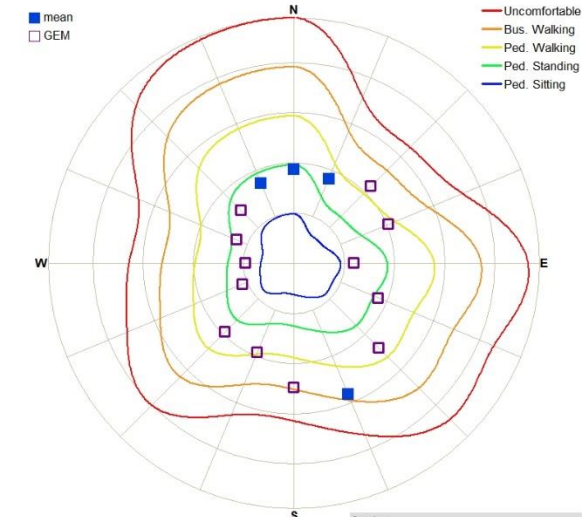 mean
GEM
N
W
E
S
Uncomfortable
Bus. Walking
Ped. Walking
Ped. Standing
Ped. Sitting